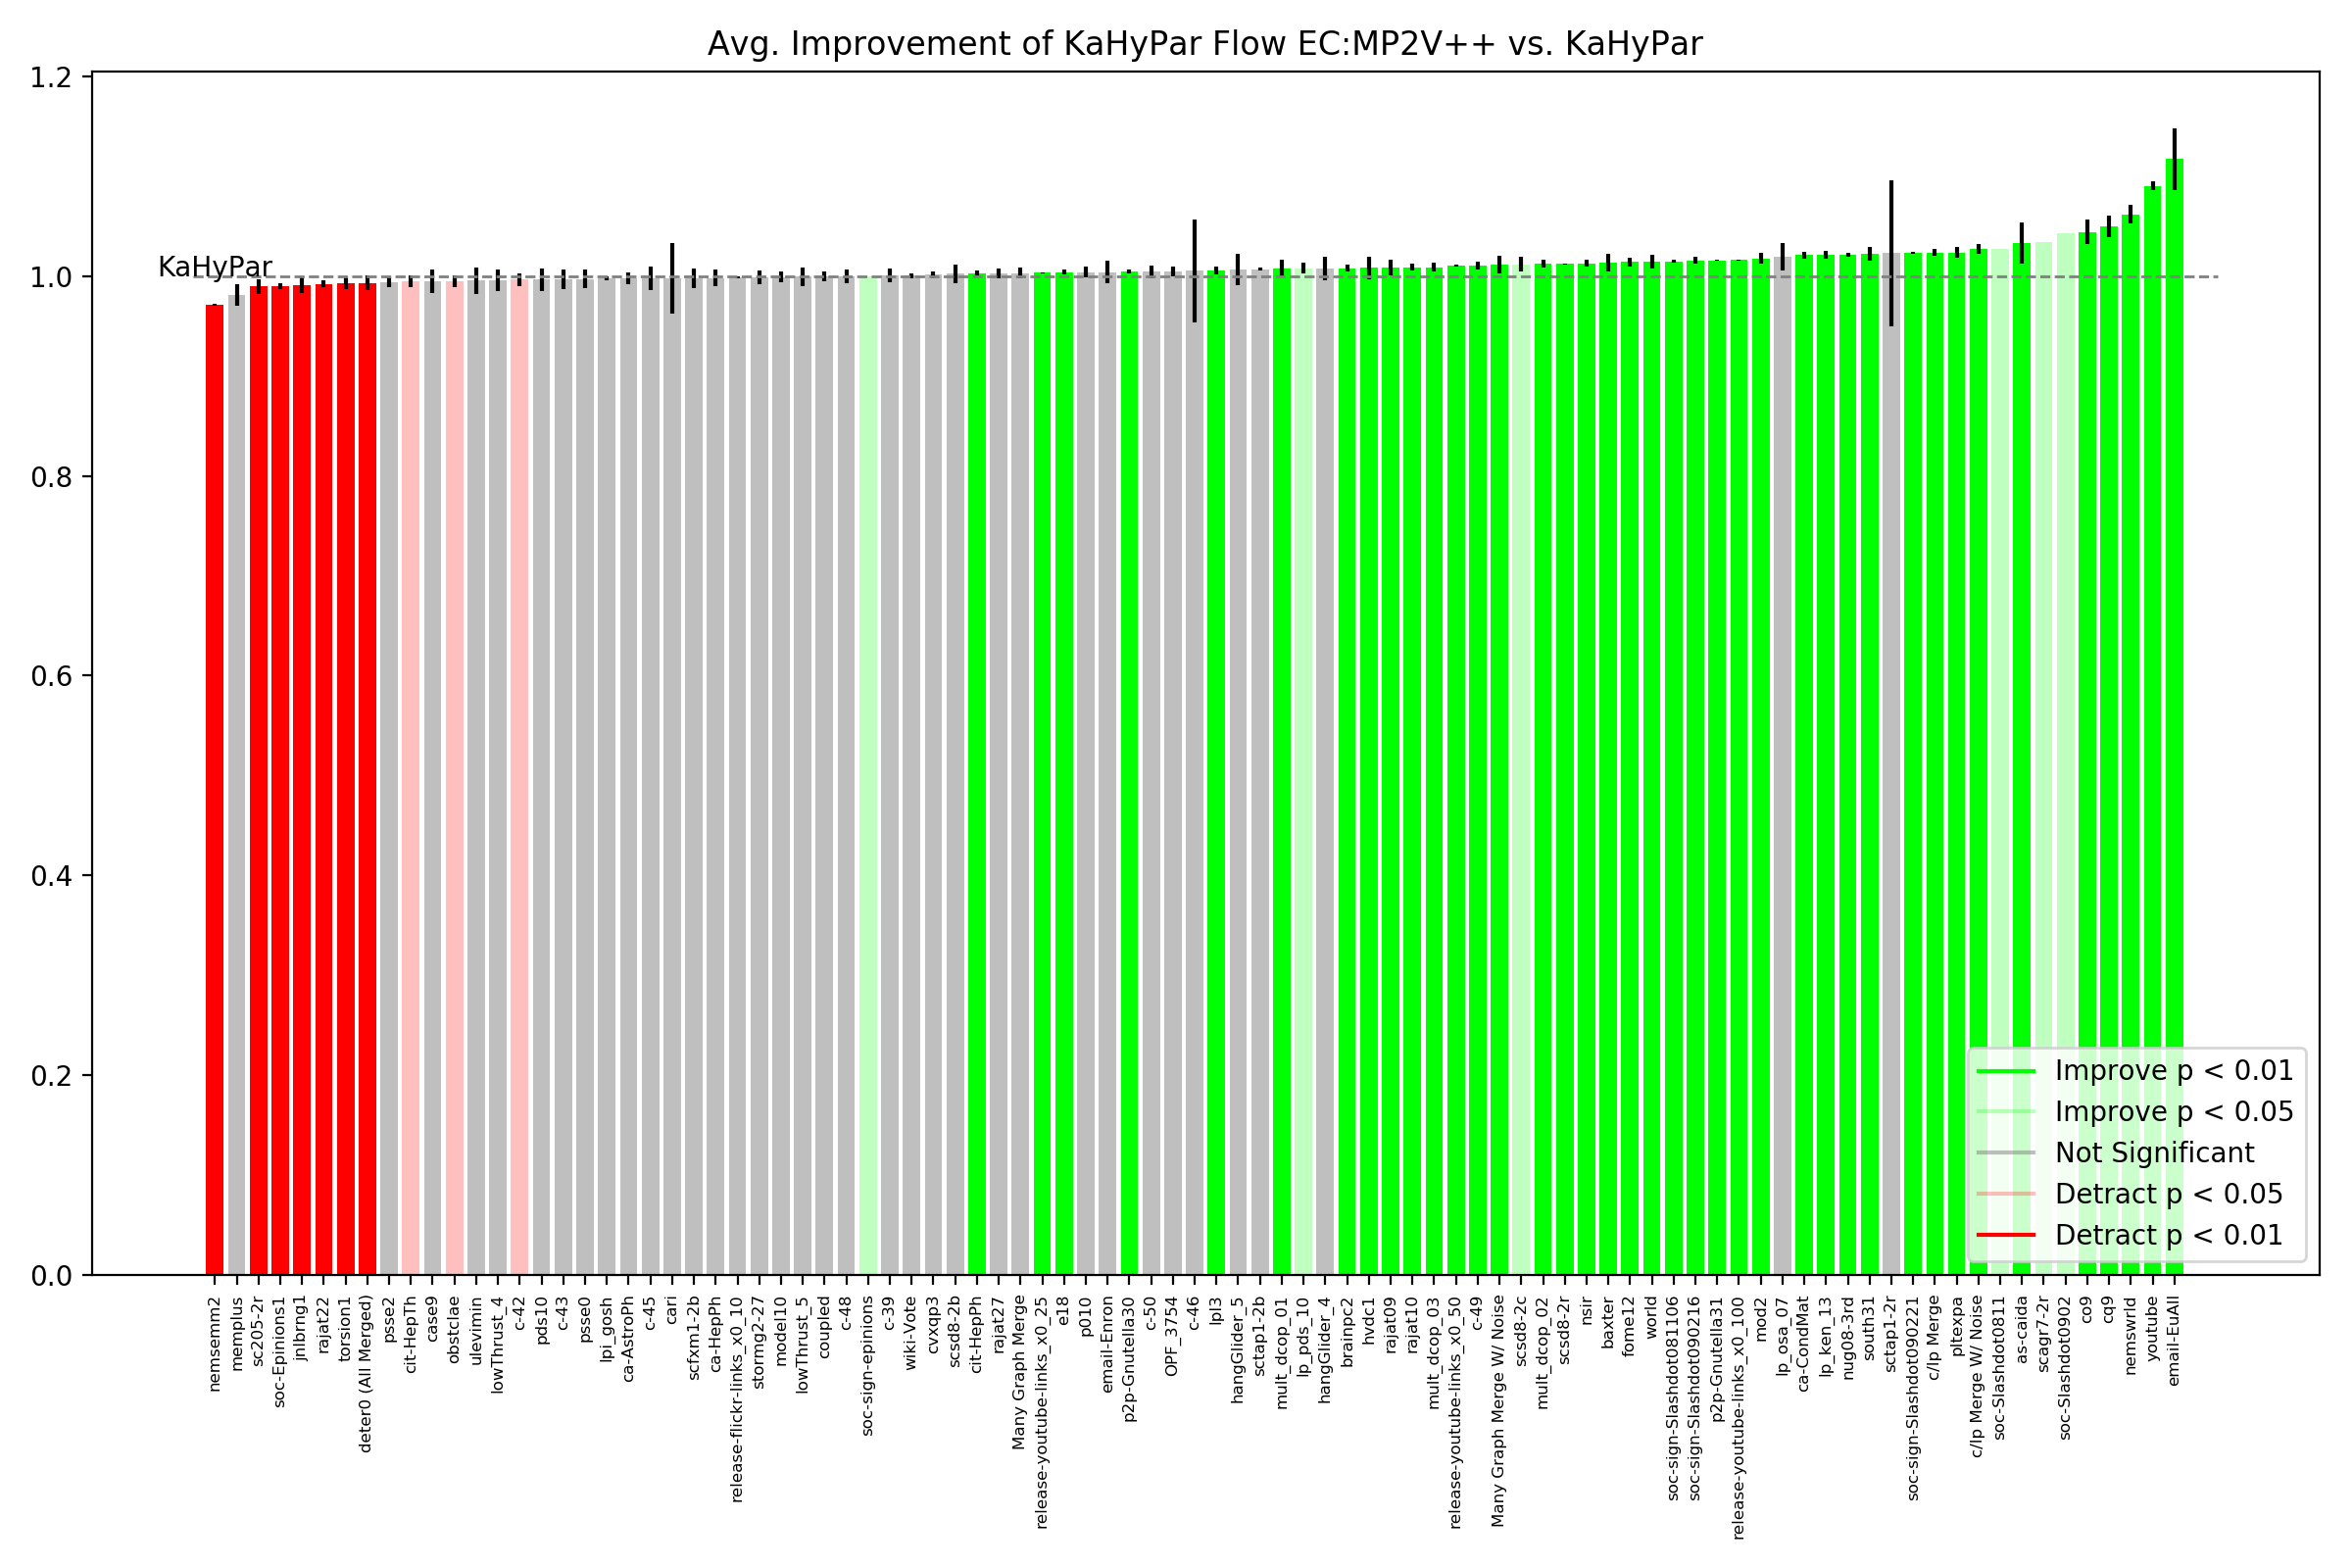 Avg. Improvement of KaHyPar Flow EC:MP2V++ vs. KaHyPar
1.2
1.0
0.8
0.6
0.4
0.2
0.0
KaHyPar
Improve p < 0.01
Improve p < 0.05
Not Significant
Detract p < 0.05
Detract p < 0.01
nemsemm2
memplus
sc205-2r
soc-Epinions1
jnlbrng1
rajat22
torsion1
deter0 (All Merged)
psse2
cit-HepTh
case9
obstclae
ulevimin
lowThrust_4
c-42
pds10
c-43
psse0
lpi_gosh
ca-AstroPh
c-45
cari
scfxm1-2b
ca-HepPh
release-flickr-links_x0_10
stormg2-27
model10
lowThrust_5
coupled
c-48
soc-sign-epinions
c-39
wiki-Vote
cvxqp3
scsd8-2b
cit-HepPh
rajat27
Many Graph Merge
release-youtube-links_x0_25
e18
p010
email-Enron
p2p-Gnutella30
c-50
OPF_3754
c-46
lpl3
hangGlider_5
sctap1-2b
mult_dcop_01
lp_pds_10
hangGlider_4
brainpc2
hvdc1
rajat09
rajat10
mult_dcop_03
release-youtube-links_x0_50
c-49
Many Graph Merge W/ Noise
scsd8-2c
mult_dcop_02
scsd8-2r
nsir
baxter
fome12
world
soc-sign-Slashdot081106
soc-sign-Slashdot090216
p2p-Gnutella31
release-youtube-links_x0_100
mod2
lp_osa_07
ca-CondMat
lp_ken_13
nug08-3rd
south31
sctap1-2r
soc-sign-Slashdot090221
c/lp Merge
pltexpa
c/lp Merge W/ Noise
soc-Slashdot0811
as-caida
scagr7-2r
soc-Slashdot0902
co9
cq9
nemswrld
youtube
email-EuAll